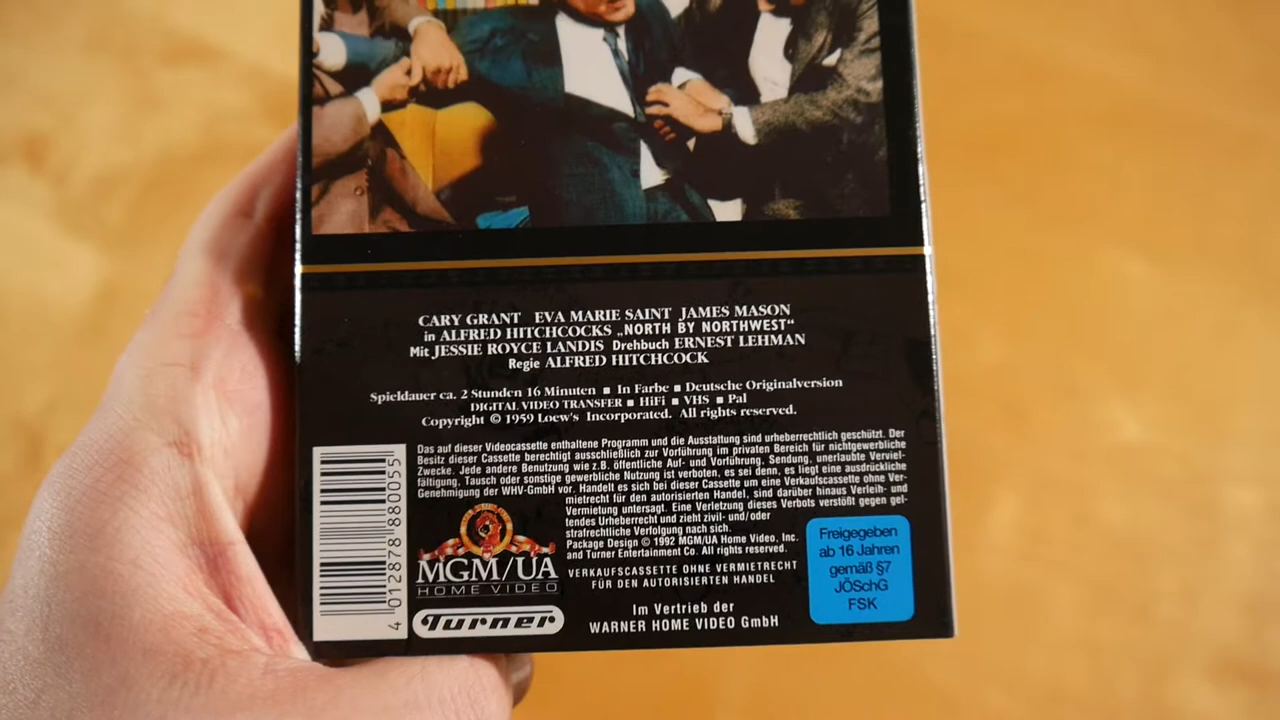 CARY GRANT EVA MARIE SAINT JAMES MASON
in ALFRED HITCHCOCKS „NORTH BY NORTHWEST“
Mit JESSIE ROYCE LANDIS Drehbuch ERNEST LEHMAN
Regie ALFRED HITCHCOCK
Spieldauer ca. 2 Stunden 16 Minuten ■ In Farbe ■ Deutsche Originalversion
DIGITAL VIDEO TRANSFER ■ HiFi ■ VHS ■ Pal
Copyright © 1959 Loew's Incorporated. All rights reserved.
Das auf dieser Videocassette enthaltene Programm und die Ausstattung sind urheberrechtlich geschützt. Der
Besitz dieser Cassette berechtigt ausschließlich zur Vorführung im privaten Bereich für nichtgewerbliche
Zwecke. Jede andere Benutzung wie z.B. öffentliche Auf- und Vorführung, Sendung, unerlaubte Verviel-
fältigung, Tausch oder sonstige gewerbliche Nutzung ist verboten, es sei denn, es liegt eine ausdrückliche
Genehmigung der WHV-GmbH vor. Handelt es sich bei dieser Cassette um eine Verkaufscassette ohne Ver-
mietrecht für den autorisierten Handel, sind darüber hinaus Verleih- und
Vermietung untersagt. Eine Verletzung dieses Verbots verstößt gegen gel-
tendes Urheberrecht und zieht zivil- und/oder
strafrechtliche Verfolgung nach sich.
Package Design © 1992 MGM/UA Home Video, Inc.
and Turner Entertainment Co. All rights reserved.
VERKAUFSCASSETTE OHNE VERMIETRECHT
FÜR DEN AUTORISIERTEN HANDEL
Im Vertrieb der
WARNER HOME VIDEO GmbH
4 012878 880055
MGM/UA
HOME VIDEO
Turner
Freigegeben
ab 16 Jahren
gemäß §7
JÖSchG
FSK